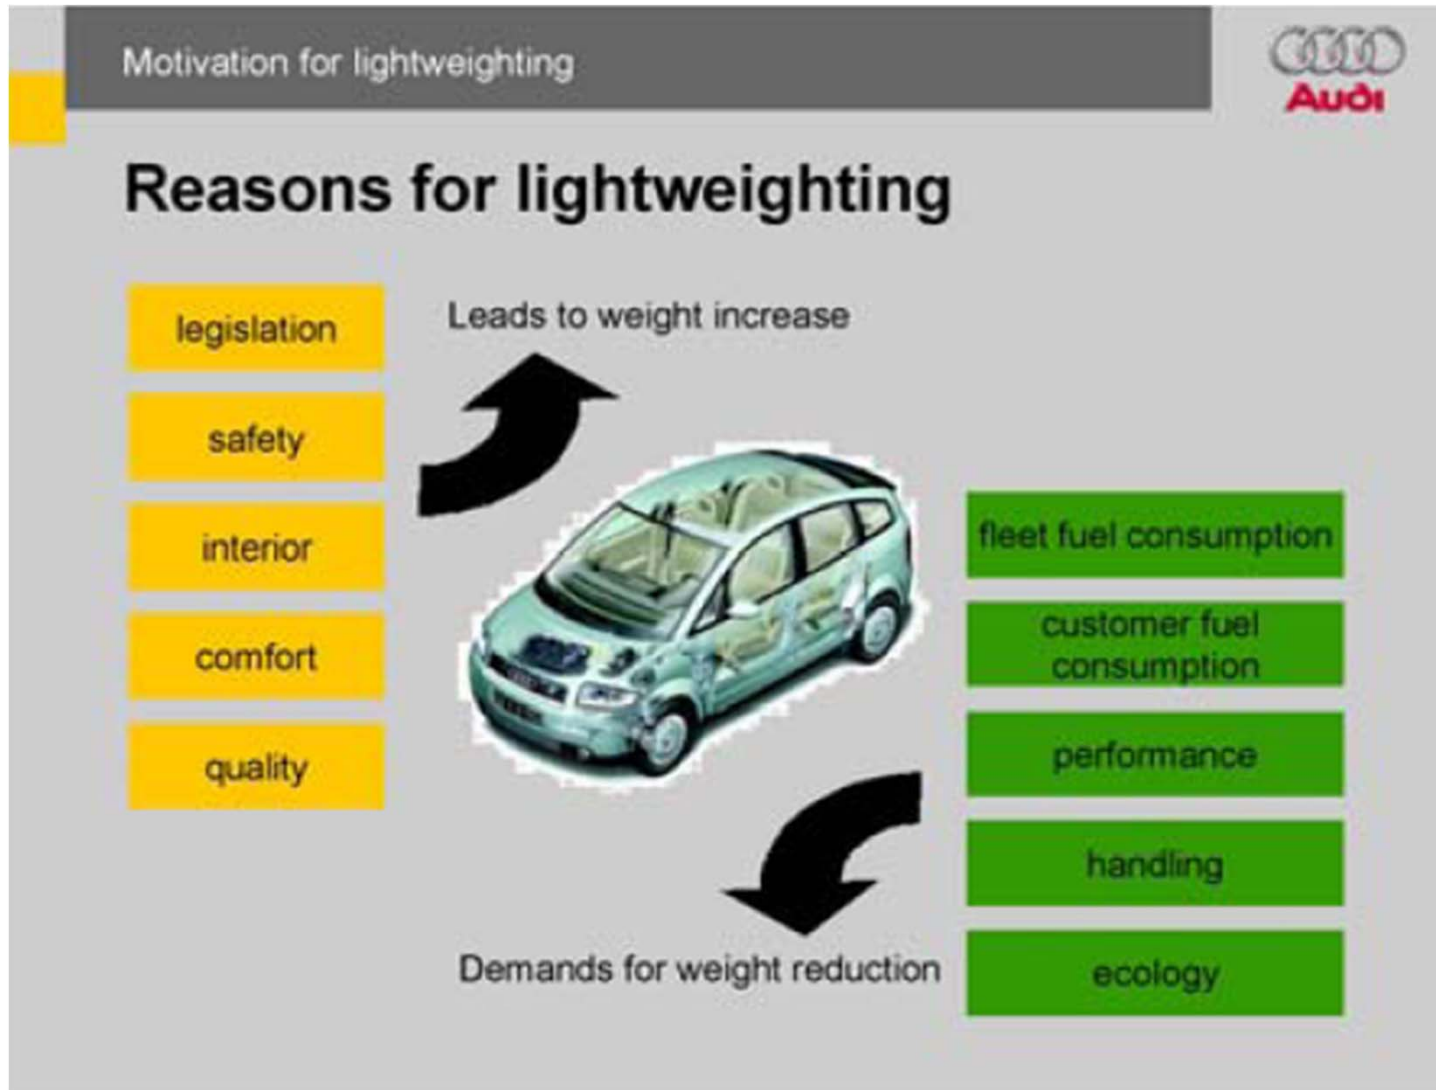 Motivation for lightweighting
Audi
Reasons for lightweighting
legislation
safety
interior
comfort
quality
Leads to weight increase
fleet fuel consumption
customer fuel
consumption
performance
handling
ecology
Demands for weight reduction